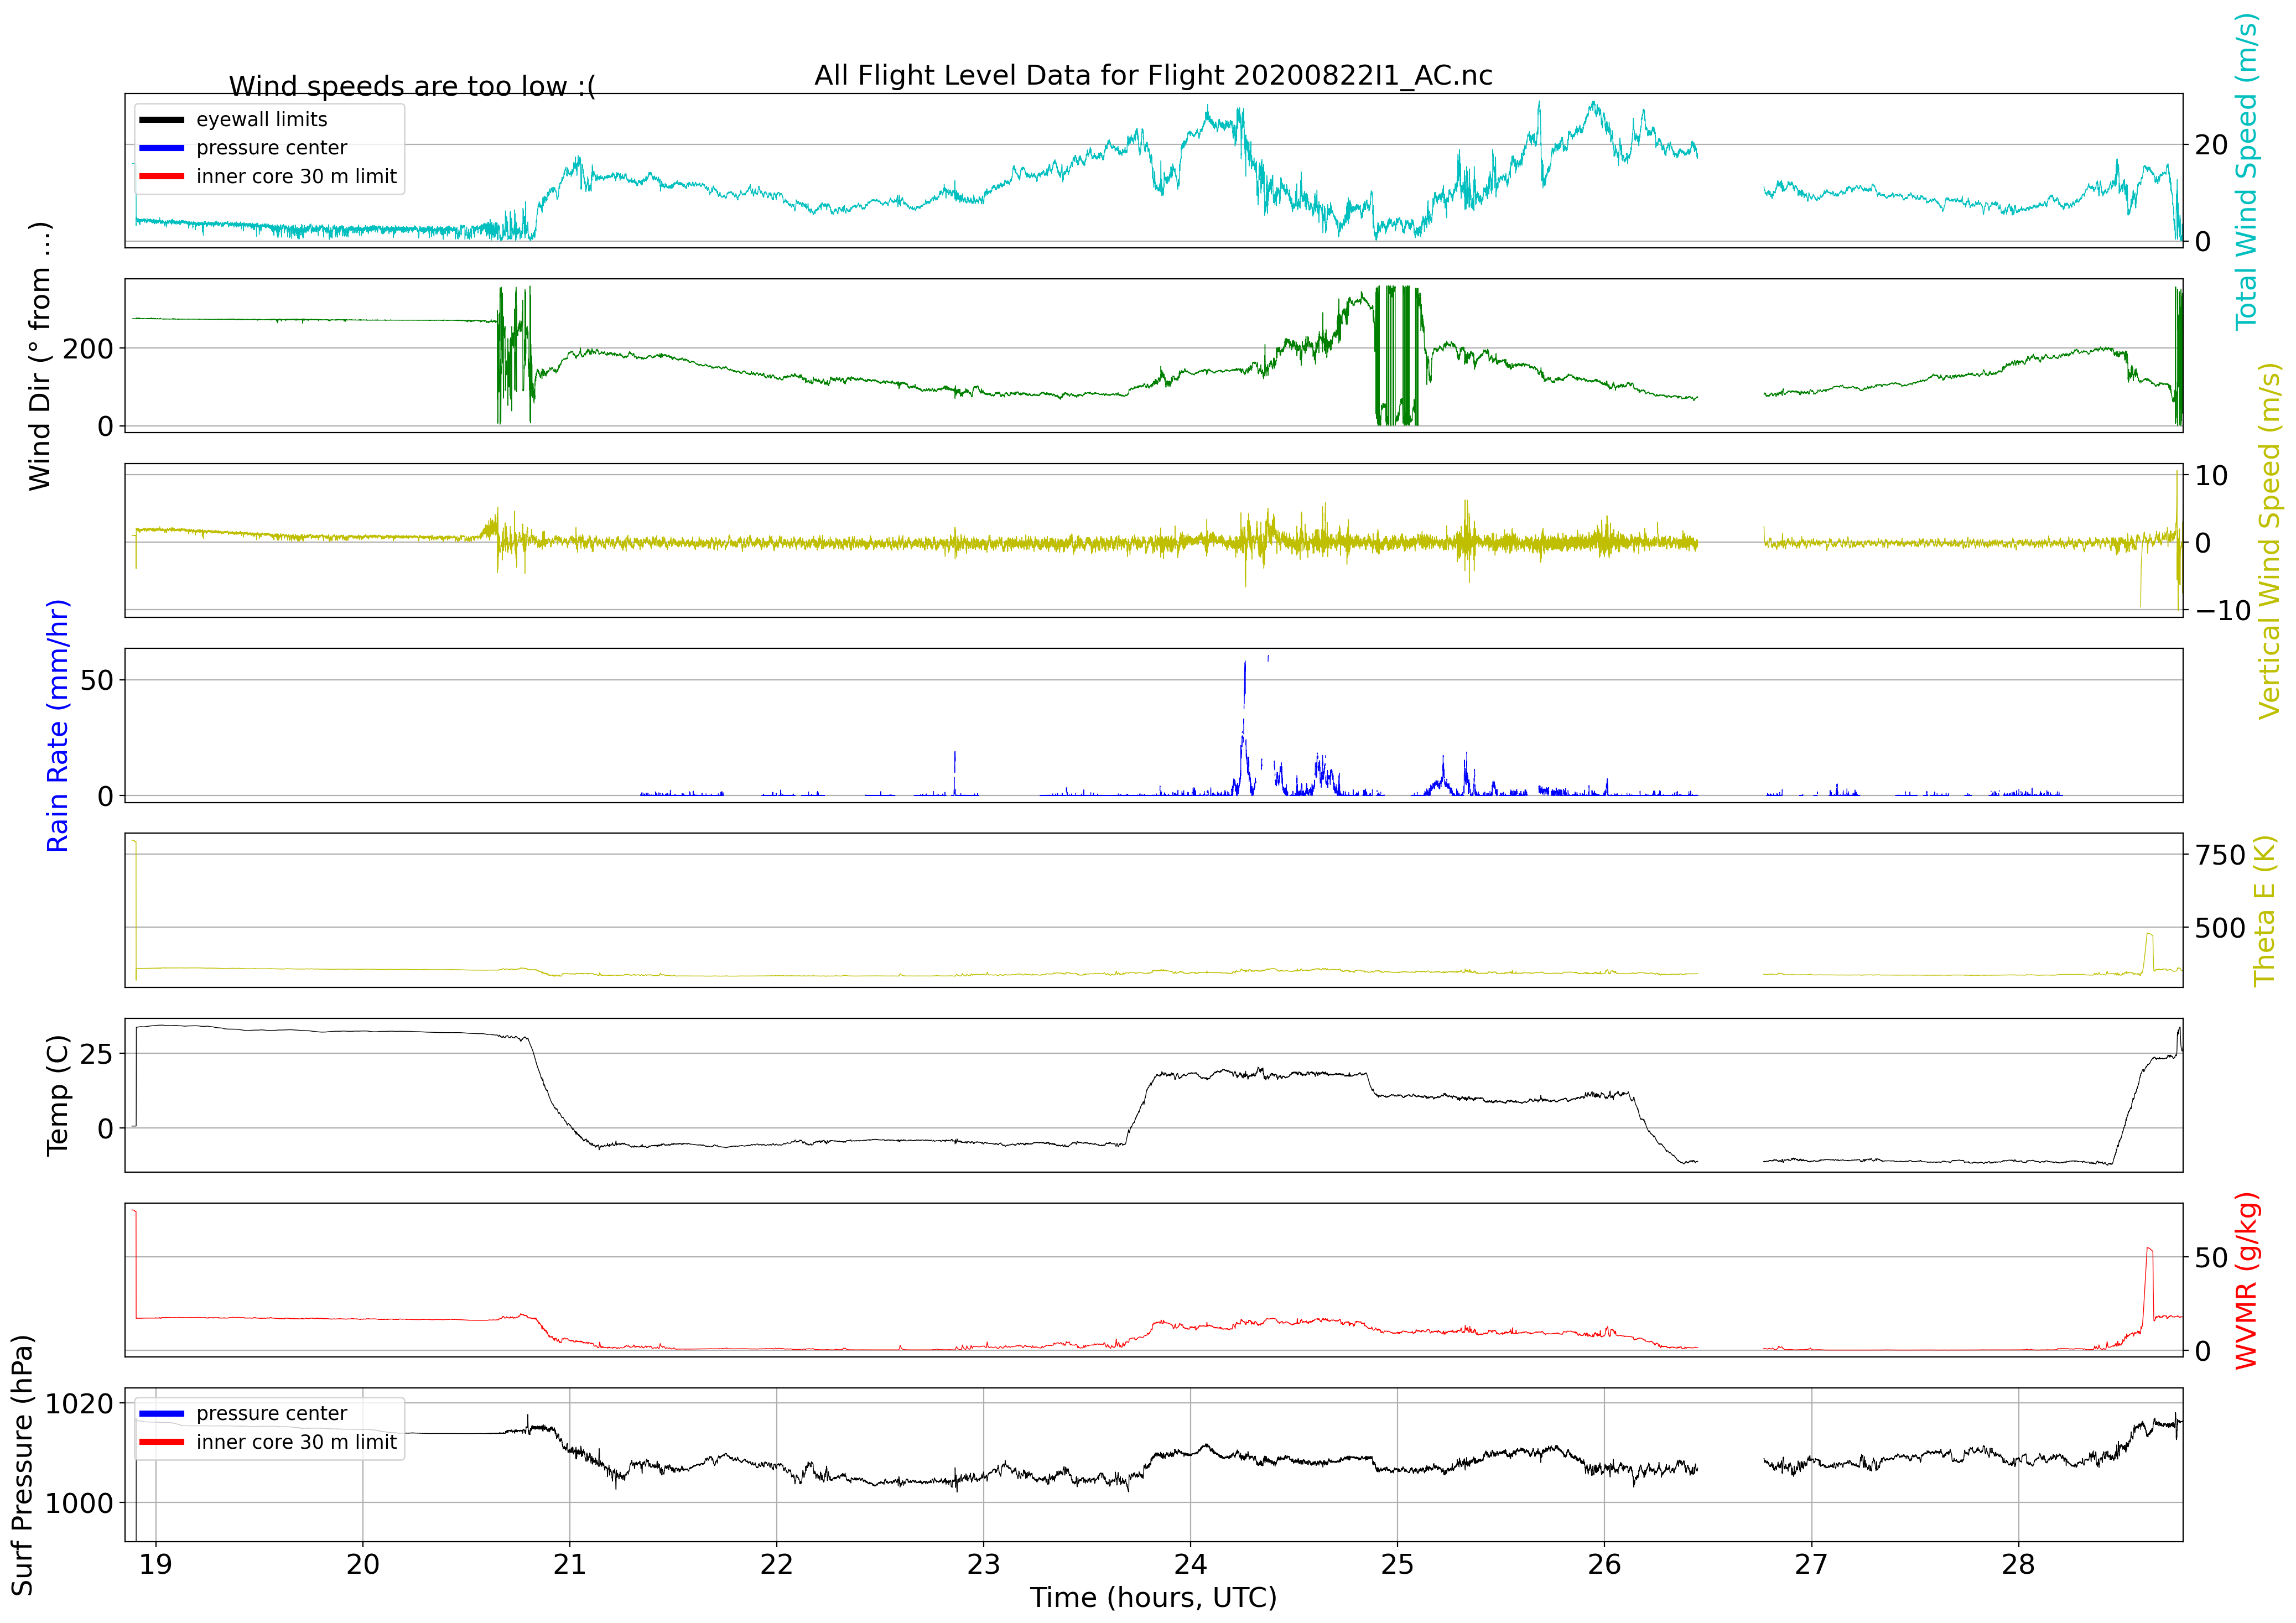 All Flight Level Data for Flight 20200822I1_AC.nc
Wind speeds are too low :(
eyewall limits
pressure center
inner core 30 m limit
20
0
Total Wind Speed (m/s)
Wind Dir (° from ...)
200
0
10
0
−10
Vertical Wind Speed (m/s)
Rain Rate (mm/hr)
50
0
750
500
Theta E (K)
Temp (C)
25
0
50
0
WVMR (g/kg)
Surf Pressure (hPa)
1020
1000
pressure center
inner core 30 m limit
19 20 21 22 23 24 25 26 27 28
Time (hours, UTC)